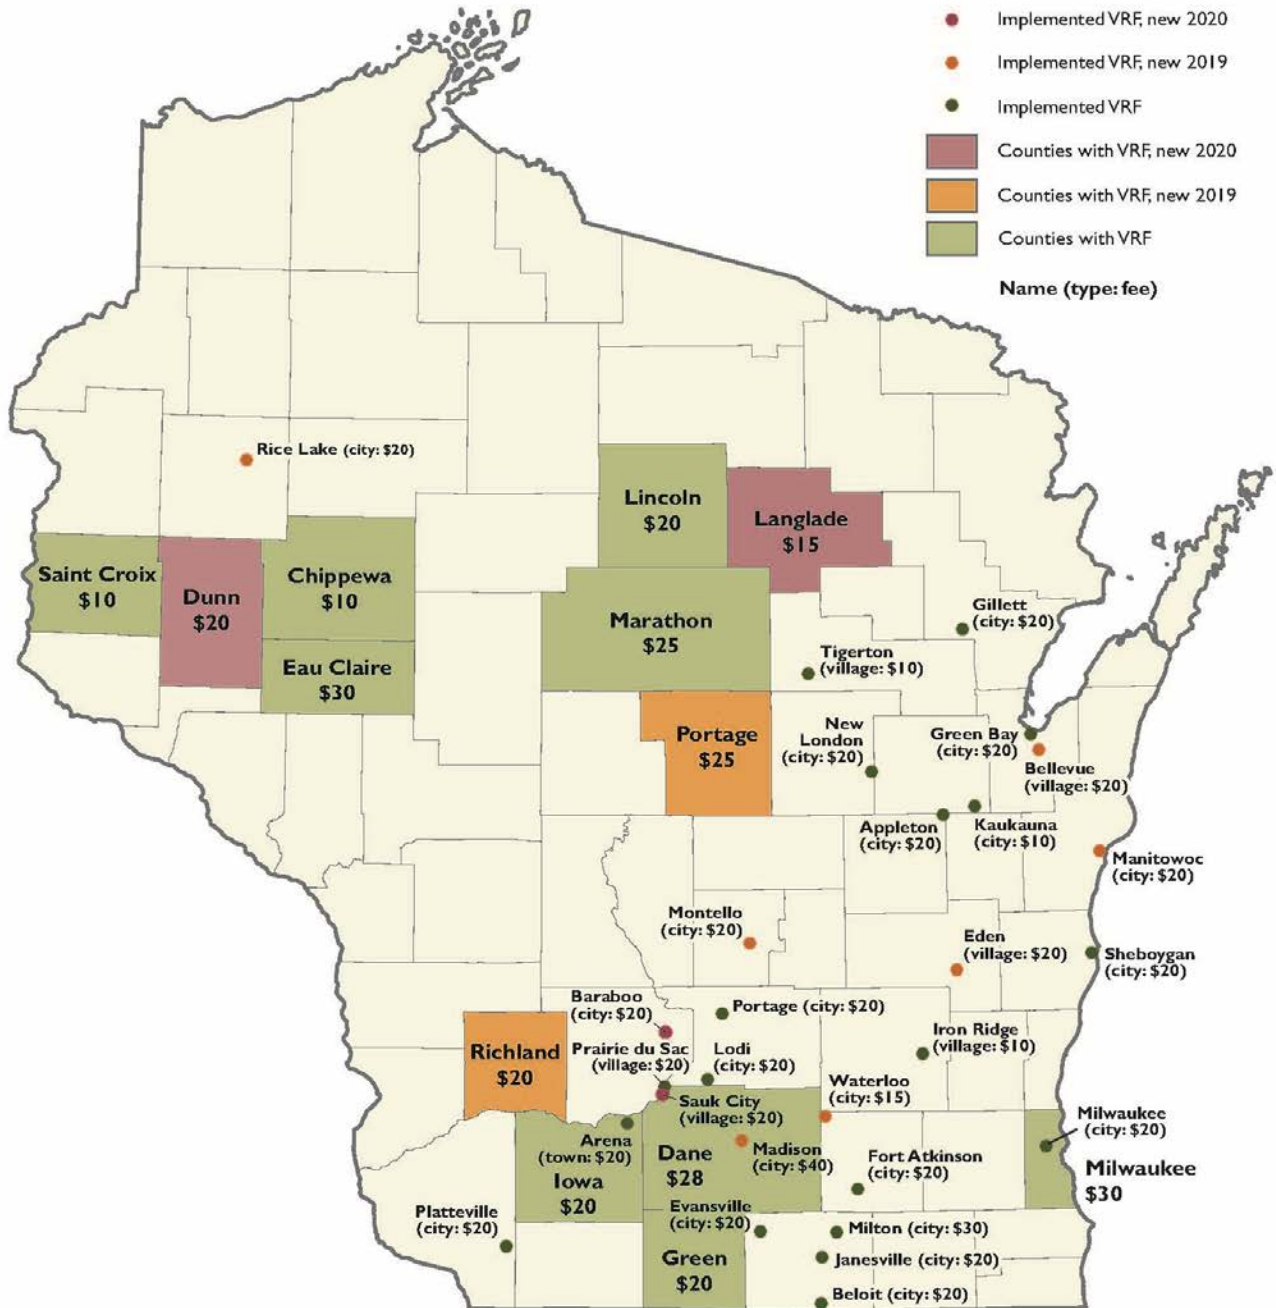 Implemented VRF, new 2020
Implemented VRF, new 2019
Implemented VRF
Counties with VRF, new 2020
Counties with VRF, new 2019
Counties with VRF
Name (type: fee)
Rice Lake (city: $20)
Lincoln
$20
Langlade
$15
Saint Croix
$10
Dunn
$20
Chippewa
$10
Eau Claire
$30
Marathon
$25
Gillett
(city: $20)
Tigerton
(village: $10)
Portage
$25
New
London
(city: $20)
Green Bay
(city: $20)
Bellevue
(village: $20)
Appleton
(city: $20)
Kaukauna
(city: $10)
Manitowoc
(city: $20)
Montello
(city: $20)
Eden
(village: $20)
Sheboygan
(city: $20)
Baraboo
(city: $20)
Portage (city: $20)
Iron Ridge
(village: $10)
Richland
$20
Prairie du Sac
(village: $20)
Lodi
(city: $20)
Waterloo
(city: $15)
Sauk City
(village: $20)
Milwaukee
(city: $20)
Arena
(town: $20)
Iowa
$20
Dane
$28
Madison
(city: $40)
Fort Atkinson
(city: $20)
Milwaukee
$30
Platteville
(city: $20)
Evansville
(city: $20)
Milton (city: $30)
Green
$20
Janesville (city: $20)
Beloit (city: $20)